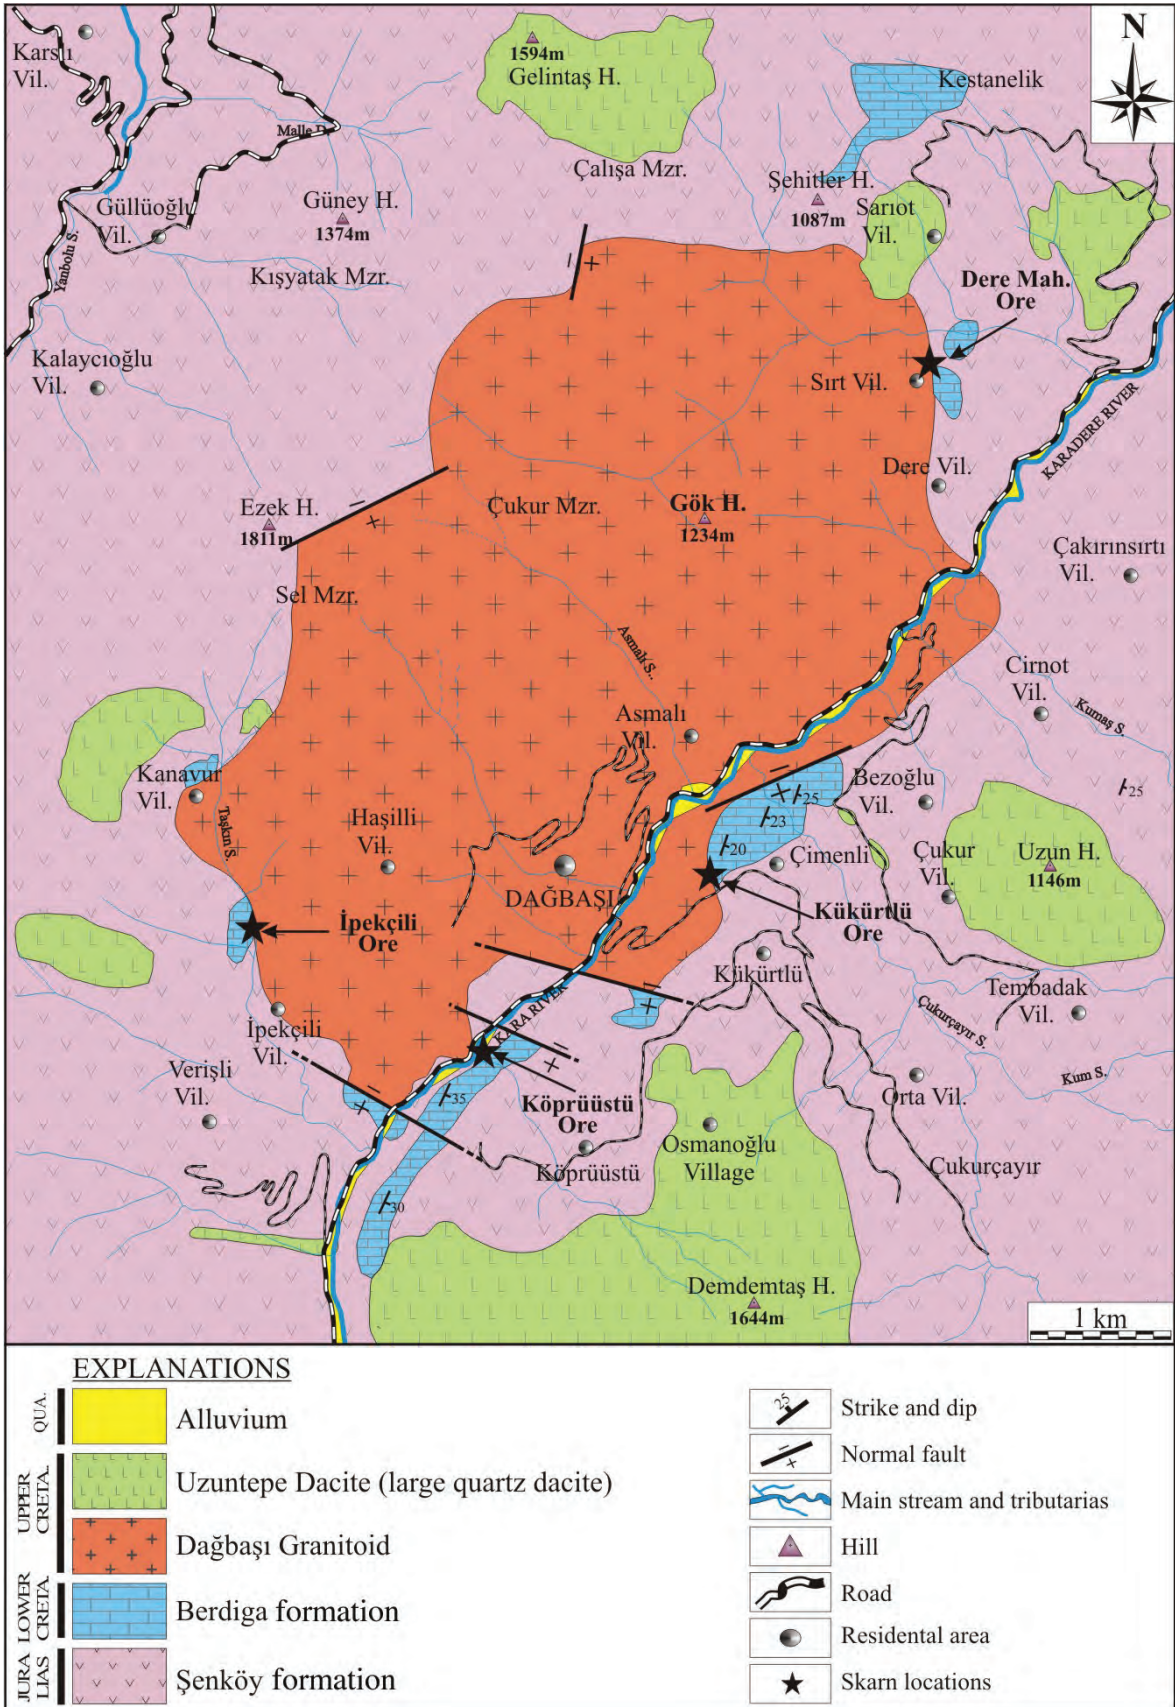 N
Karslı
Vil.
1594m
Gelintaş H.
Kestanelik
Malle D.
Çalışa Mzr.
Şehitler H.
1087m
Sarıot
Vil.
Güllüoğlu
Vil.
Güney H.
1374m
Yanbolu S.
Kışyatak Mzr.
Dere Mah.
Ore
Kalaycıoğlu
Vil.
Sırt Vil.
KARADERE RIVER
Dere Vil.
Ezek H.
1811m
Çukur Mzr.
Gök H.
1234m
Çakırınsırtı
Vil.
Sel Mzr.
Asmalı S.
Cirnot
Vil.
Kumaş S.
Asmalı
Vil.
Kanavur
Vil.
Bezoğlu
Vil.
25
25
23
Taşkın S.
Haşilli
Vil.
20
Çimenli
Çukur
Vil.
Uzun H.
1146m
DAĞBAŞI
İpekçili
Ore
Kükürtlü
Ore
Kükürtlü
KARA RIVER
Tembadak
Vil.
Çukurçayır S.
İpekçili
Vil.
Verişli
Vil.
Kum S.
Orta Vil.
35
Köprüüstü
Ore
Osmanoğlu
Village
Köprüüstü
Cukurçayır
30
Demdemtaş H.
1644m
1 km
EXPLANATIONS
QUA.
Alluvium
UPPER
CRETA.
Uzuntepe Dacite (large quartz dacite)
Dağbaşı Granitoid
LOWER
CRETA.
Berdiga formation
JURA
LIAS
Şenköy formation
25
Strike and dip
Normal fault
Main stream and tributarias
Hill
Road
Residental area
Skarn locations